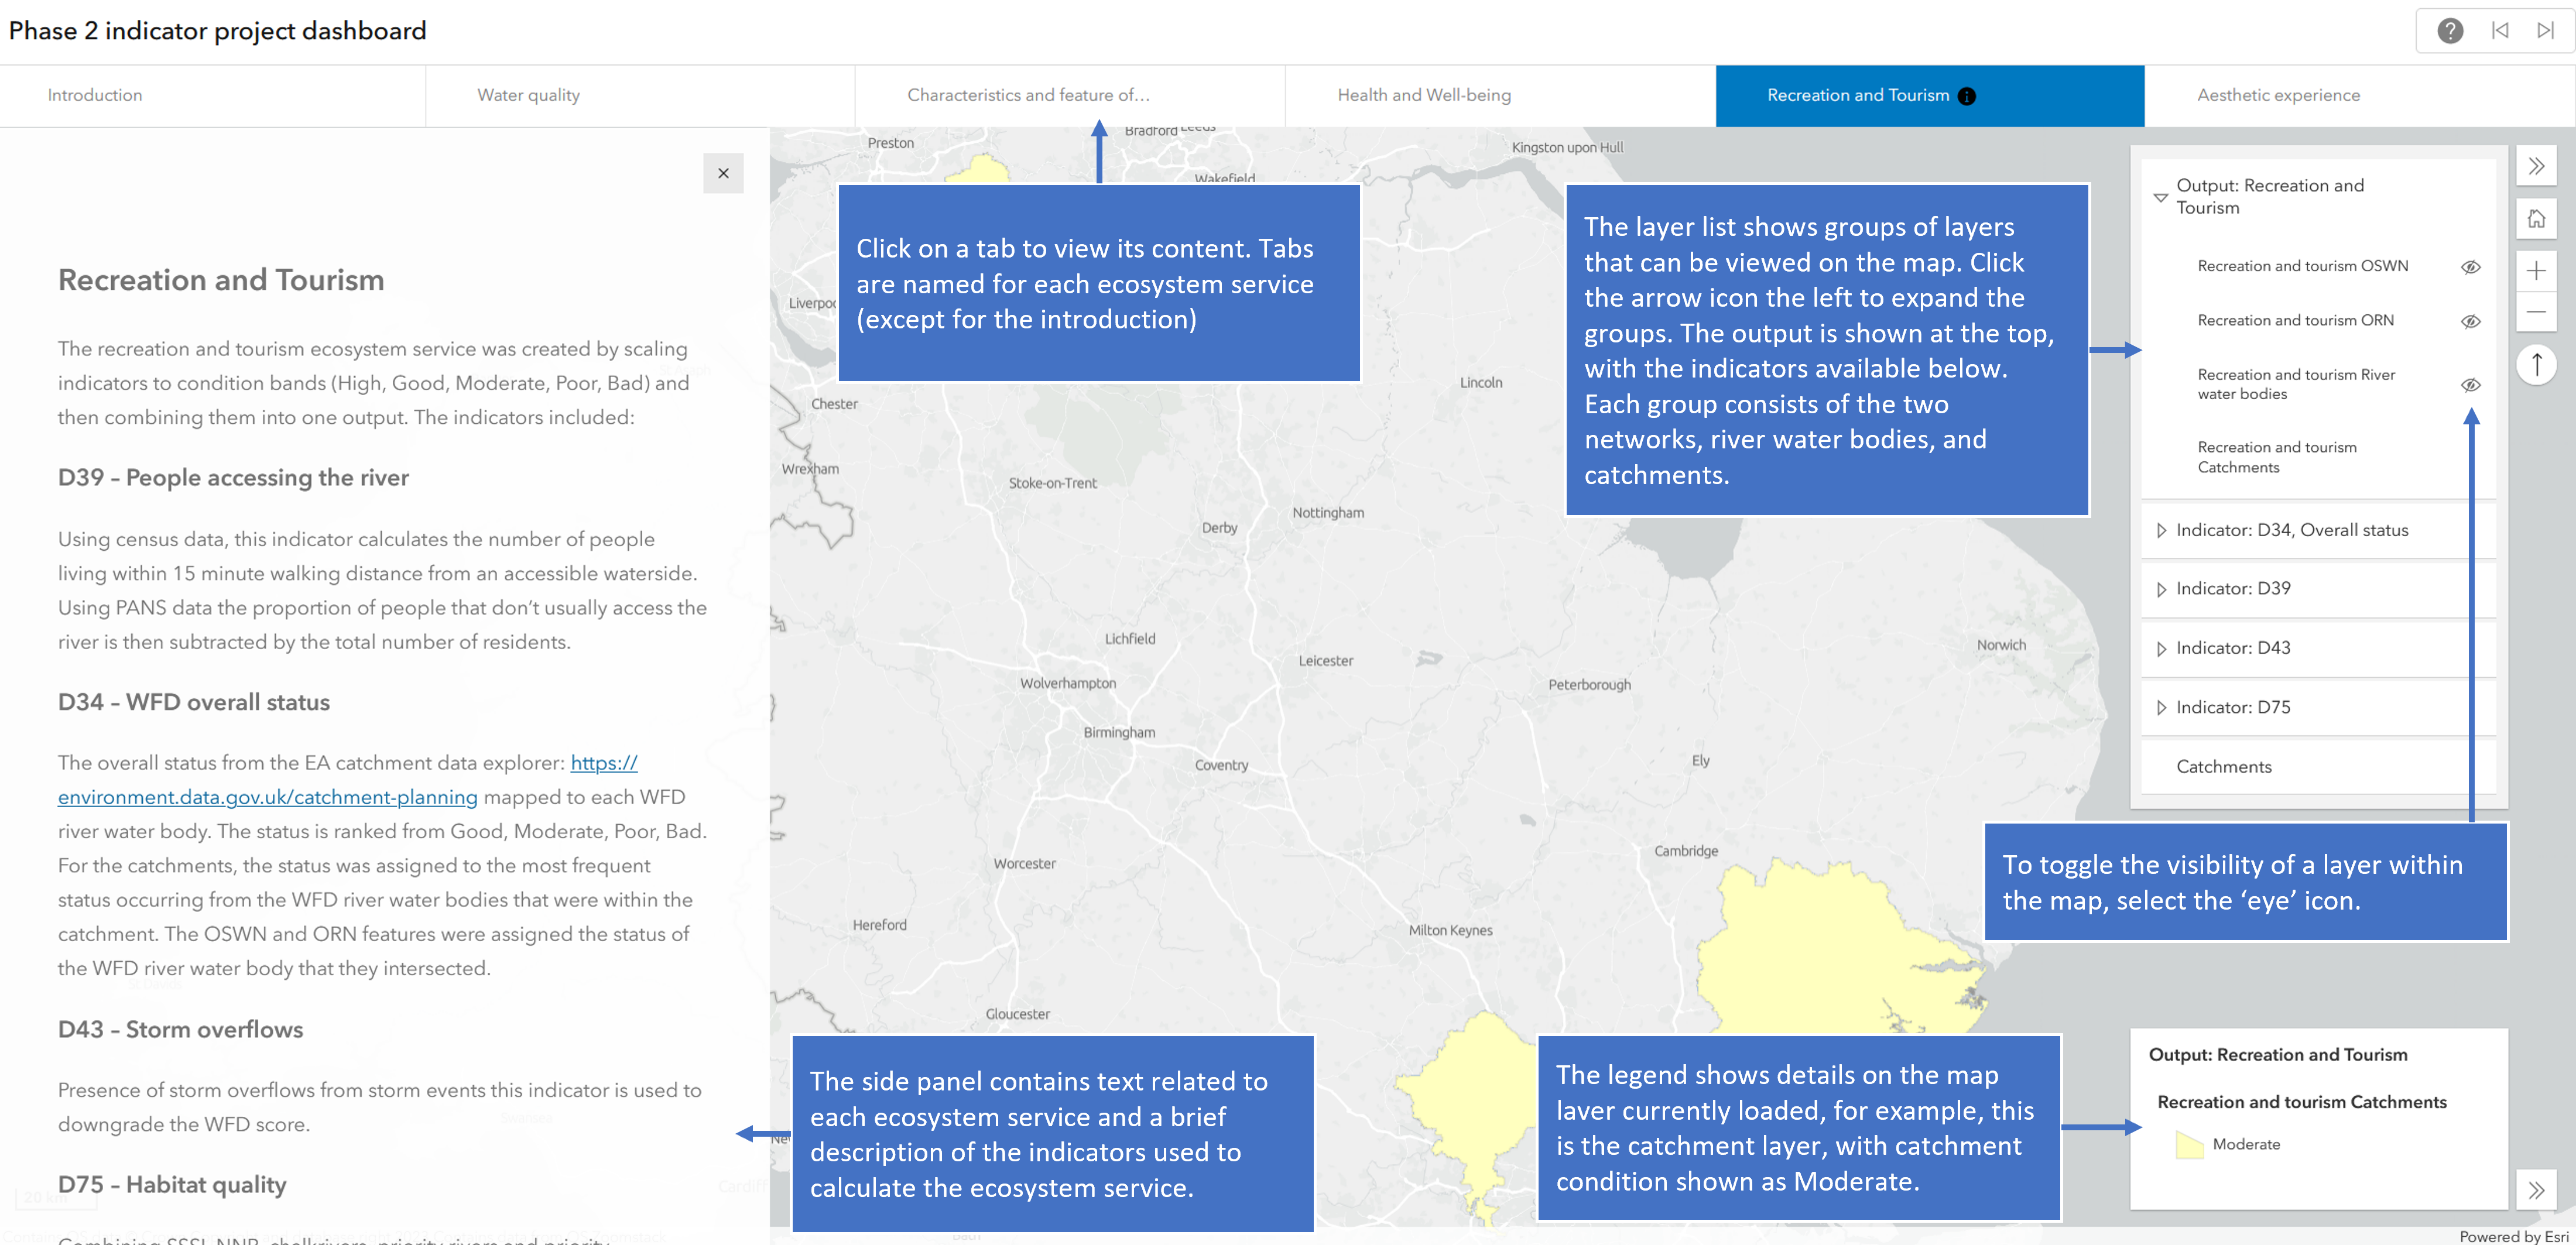 Phase 2 indicator project dashboard
Introduction
Water quality
Characteristics and feature of...
Health and Well-being
Recreation and Tourism
Aesthetic experience
Recreation and Tourism
The recreation and tourism ecosystem service was created by scaling
indicators to condition bands (High, Good, Moderate, Poor, Bad) and
then combining them into one output. The indicators included:
D39 – People accessing the river
Using census data, this indicator calculates the number of people
living within 15 minute walking distance from an accessible waterside.
Using PANS data the proportion of people that don't usually access the
river is then subtracted by the total number of residents.
D34 – WFD overall status
The overall status from the EA catchment data explorer: https://
environment.data.gov.uk/catchment-planning mapped to each WFD
river water body. The status is ranked from Good, Moderate, Poor, Bad.
For the catchments, the status was assigned to the most frequent
status occurring from the WFD river water bodies that were within the
catchment. The OSWN and ORN features were assigned the status of
the WFD river water body that they intersected.
D43 – Storm overflows
Presence of storm overflows from storm events this indicator is used to
downgrade the WFD score.
D75 – Habitat quality
20 km
Preston
Bradford
Leeds
Wakefield
Kingston upon Hull
Click on a tab to view its content. Tabs
are named for each ecosystem service
(except for the introduction)
The layer list shows groups of layers
that can be viewed on the map. Click
the arrow icon the left to expand the
groups. The output is shown at the top,
with the indicators available below.
Each group consists of the two
networks, river water bodies, and
catchments.
Chester
Lincoln
Wrexham
Stoke-on-Trent
Nottingham
Derby
Lichfield
Leicester
Norwich
Wolverhampton
Peterborough
Birmingham
Coventry
Ely
Worcester
Cambridge
Hereford
Milton Keynes
Gloucester
Cardiff
The side panel contains text related to
each ecosystem service and a brief
description of the indicators used to
calculate the ecosystem service.
The legend shows details on the map
laver currently loaded, for example, this
is the catchment layer, with catchment
condition shown as Moderate.
Output: Recreation and
Tourism
Recreation and tourism OSWN
Recreation and tourism ORN
Recreation and tourism River
water bodies
Recreation and tourism
Catchments
Indicator: D34, Overall status
Indicator: D39
Indicator: D43
Indicator: D75
Catchments
To toggle the visibility of a layer within
the map, select the ‘eye’ icon.
Output: Recreation and Tourism
Recreation and tourism Catchments
Moderate
Powered by Esri